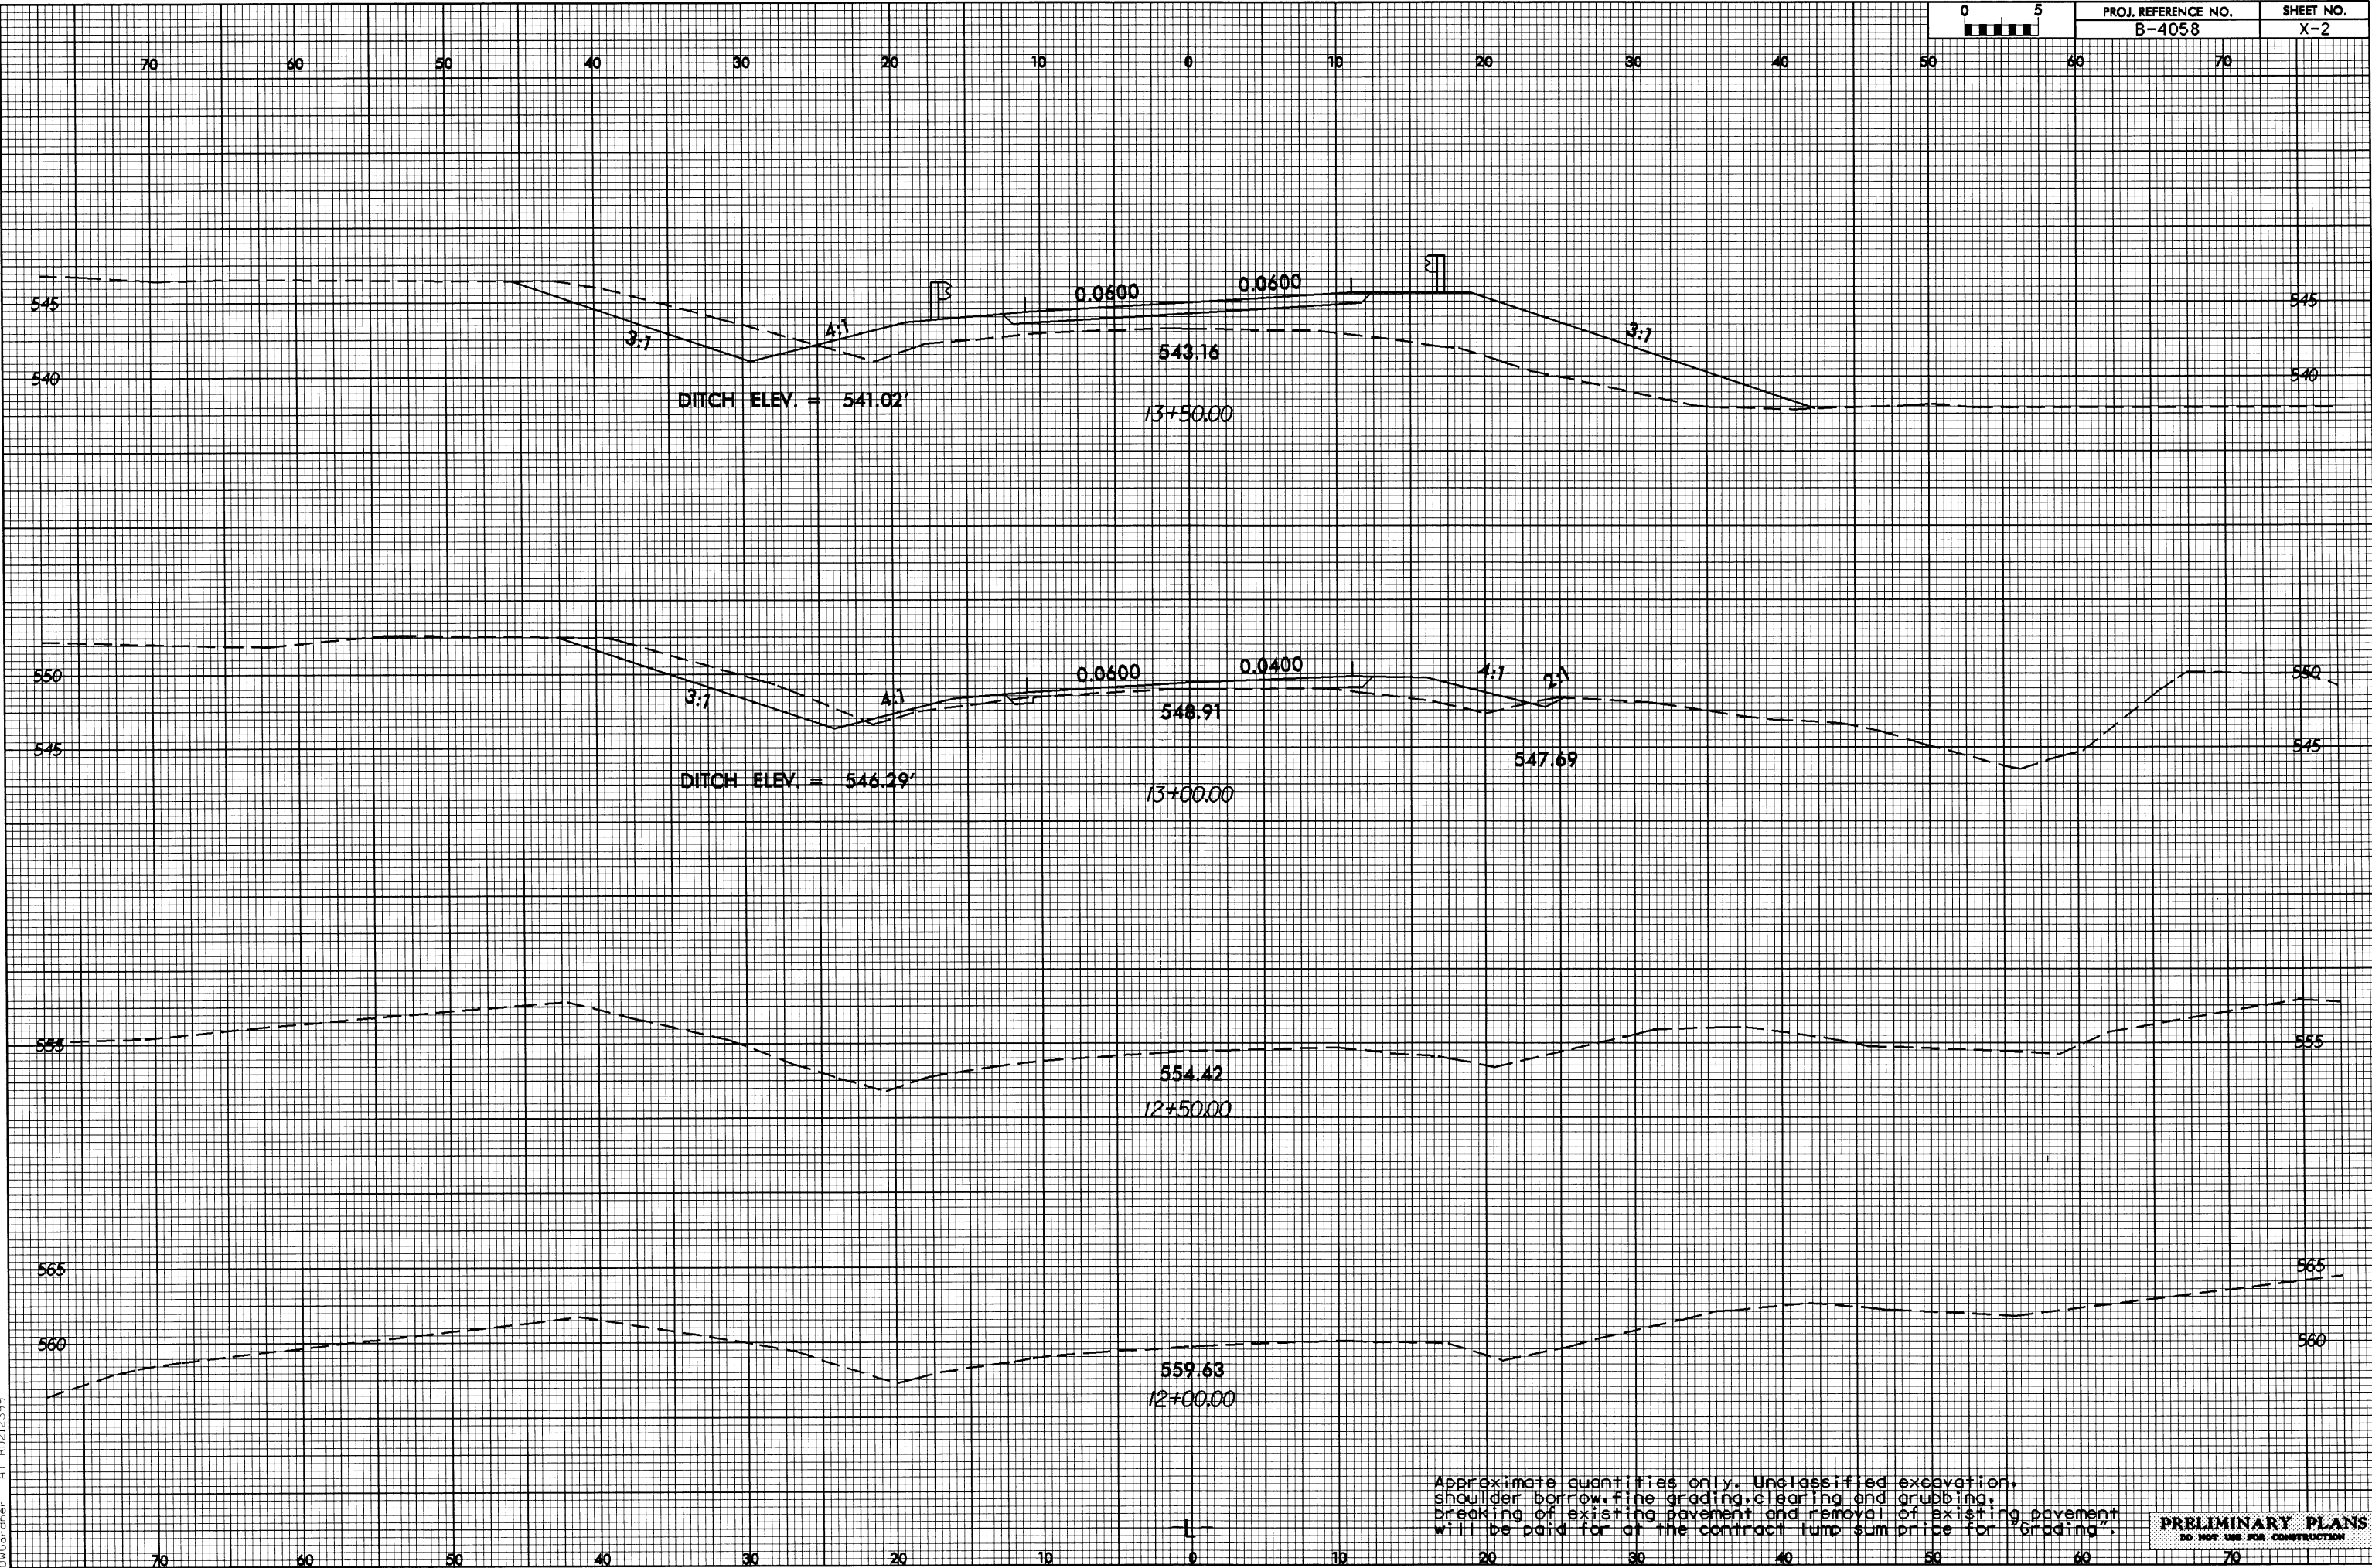 0 5
PROJ. REFERENCE NO. SHEET NO.
B-4058 X-2
70 60 50 40 30 20 10 0 10 20 30 40 50 60 70
0.0600 0.0600
545 545
4:1 3:1
3:1
543.16
540 540
DITCH ELEV. = 541.02'
13+50.00
0.0600 0.0400
550 4:1 2:1 550
3:1 4:1
548.91
545 545
547.69
DITCH ELEV. = 546.29'
13+00.00
555 555
554.42
12+50.00
565 565
560 560
559.63
12+00.00
Approximate quantities only. Unclassified excavation,
shoulder borrow, fine grading, clearing and grubbing,
breaking of existing pavement and removal of existing pavement
will be paid for at the contract lump sum price for "Grading".
-L-
PRELIMINARY PLANS
DO NOT USE FOR CONSTRUCTION
70 60 50 40 30 20 10 0 10 20 30 40 50 60 70